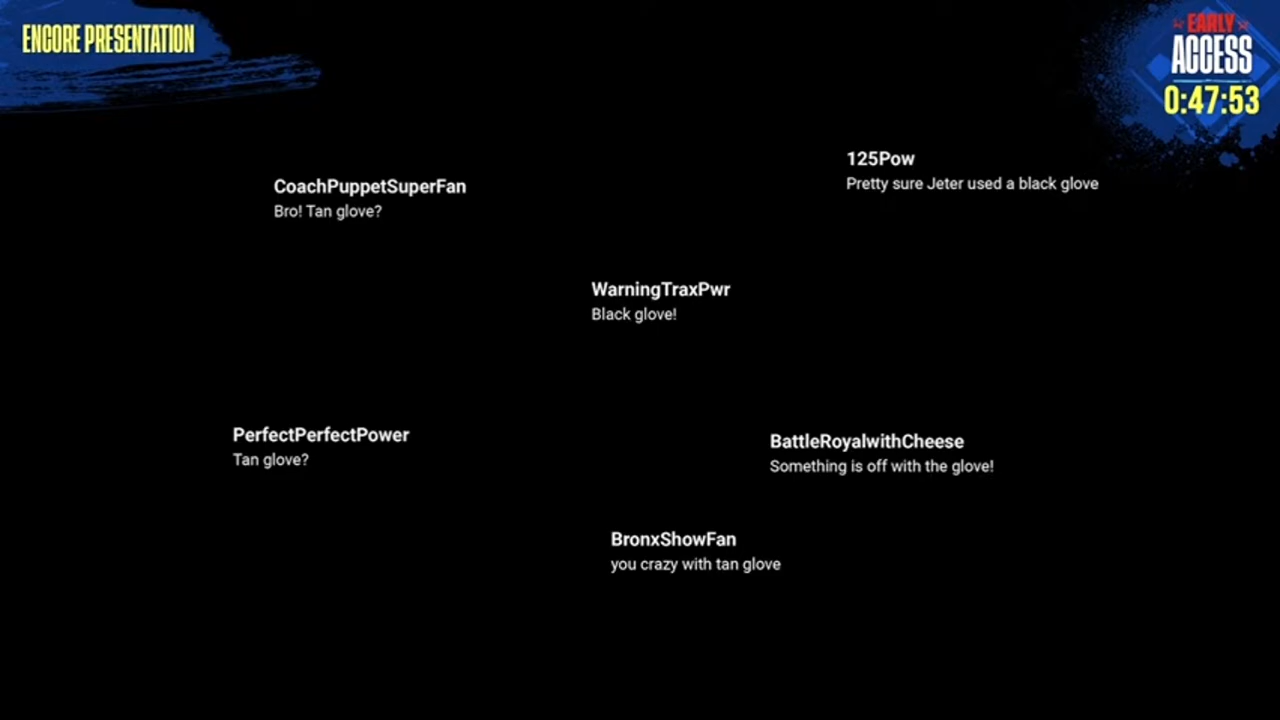 ENCORE PRESENTATION
EARLY
ACCESS
0:47:53
125Pow
Pretty sure Jeter used a black glove
CoachPuppetSuperFan
Bro! Tan glove?
WarningTraxPwr
Black glove!
PerfectPerfectPower
Tan glove?
BattleRoyalwithCheese
Something is off with the glove!
BronxShowFan
you crazy with tan glove